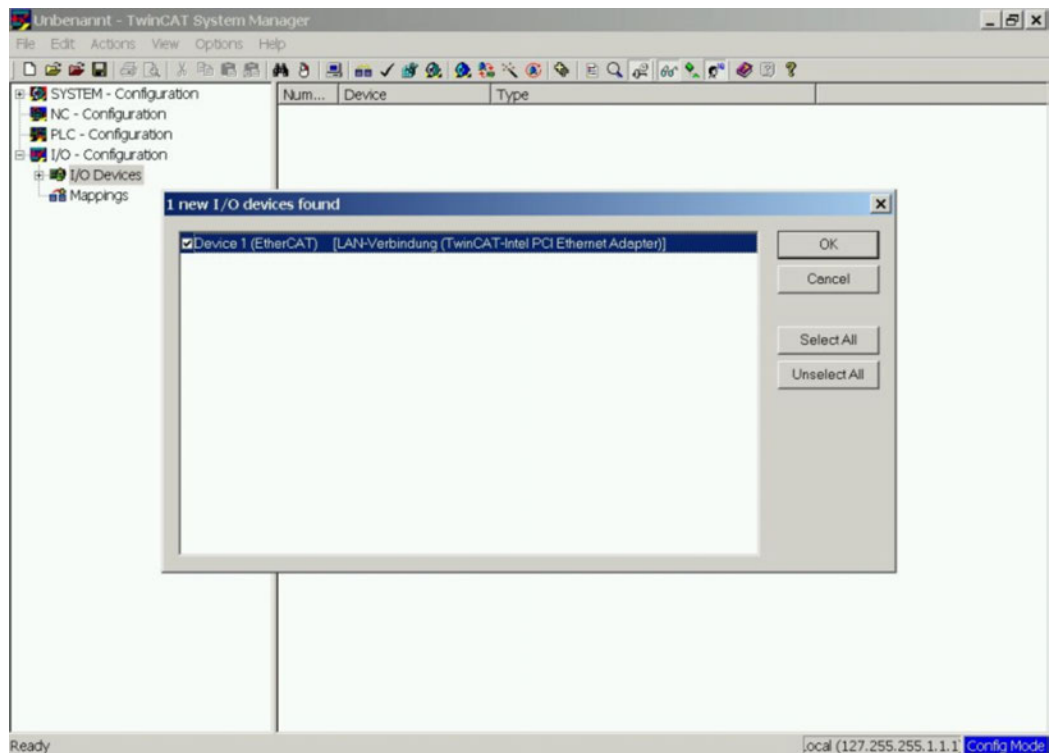 Unbenannt - TwinCAT System Manager
File Edit Actions View Options Help
SYSTEM - Configuration
NC - Configuration
PLC - Configuration
I/O - Configuration
I/O Devices
Mappings
Num... Device Type
1 new I/O devices found
Device 1 (EtherCAT) [LAN-Verbindung (TwinCAT-Intel PCI Ethernet Adapter)]
OK
Cancel
Select All
Unselect All
Ready
ocal (127.255.255.1.1.1 Config Mode